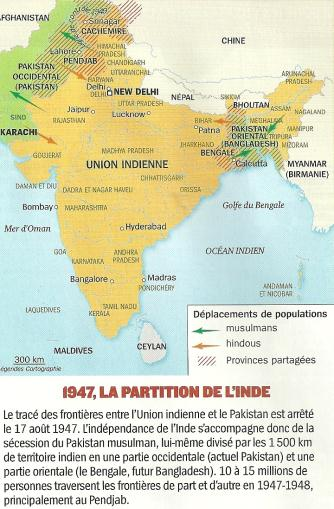 AFGHANISTAN
1949
Srinagar
CACHEMIRE
CHINE
Lahore
HIMACHAL
PRADESH
PENDJAB
CHANDIGARH
UTTARANCHAL
PAKISTAN
OCCIDENTAL
(PAKISTAN)
HARYANA
Delhi
DELHI
NEW DELHI
ARUNACHAL
PRADESH
NÉPAL
SIKKIM
BHOUTAN
ASSAM
NAGALAND
UTTAR PRADESH
Jaipur
Lucknow
SIND
RAJASTHAN
BIHAR
Patna
MEGHALAYA
PAKISTAN
ORIENTAL
(BANGLADESH)
MANIPUR
TRIPURA
MIZORAM
KARACHI
MADHYA PRADESH
JHARKHAND
BENGALE
Calcutta
MYANMAR
(BIRMANIE)
GOUJERAT
UNION INDIENNE
CHHATTISGARH
DAMAN ET DIU
DADRA ET NAGAR HAVELI
ORISSA
Bombay
MAHARASHTRA
Golfe du Bengale
Mer d'Oman
Hyderabad
OCÉAN INDIEN
GOA
KARNATAKA
ANDHRA
PRADESH
Bangalore
Madras
PONDICHÉRY
ANDAMAN
ET NICOBAR
LAQUEDIVES
TAMIL NADU
KERALA
CEYLAN
MALDIVES
300 km
Légendes Cartographie
Déplacements de populations
musulmans
hindous
Provinces partagées
1947, LA PARTITION DE L'INDE
Le tracé des frontières entre l'Union indienne et le Pakistan est arrêté
le 17 août 1947. L'indépendance de l'Inde s'accompagne donc de la
sécession du Pakistan musulman, lui-même divisé par les 1 500 km
de territoire indien en une partie occidentale (actuel Pakistan) et une
partie orientale (le Bengale, futur Bangladesh). 10 à 15 millions de
personnes traversent les frontières de part et d'autre en 1947-1948,
principalement au Pendjab.